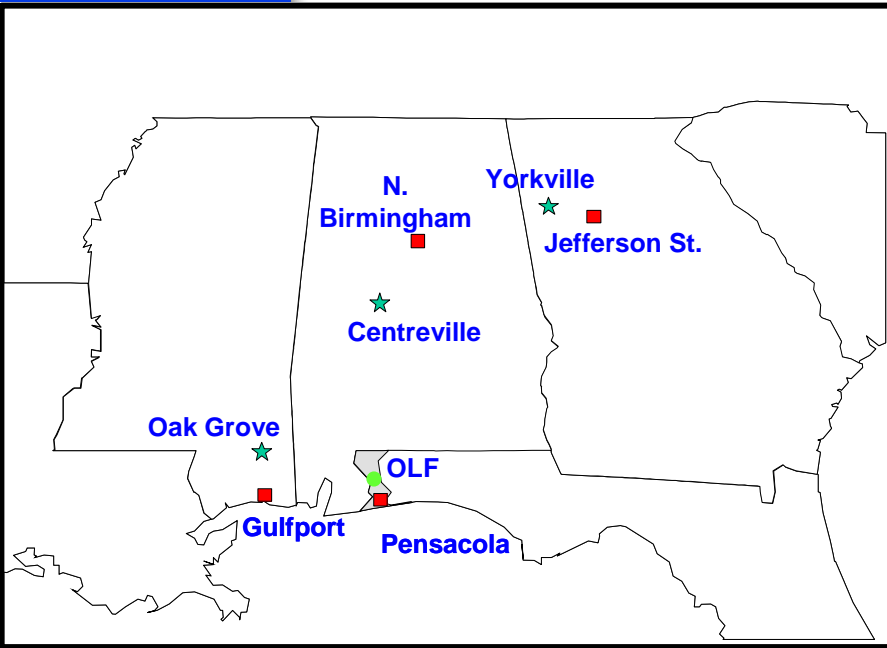 N.
Birmingham
Yorkville
Jefferson St.
Centreville
Oak Grove
OLF
Gulfport
Pensacola